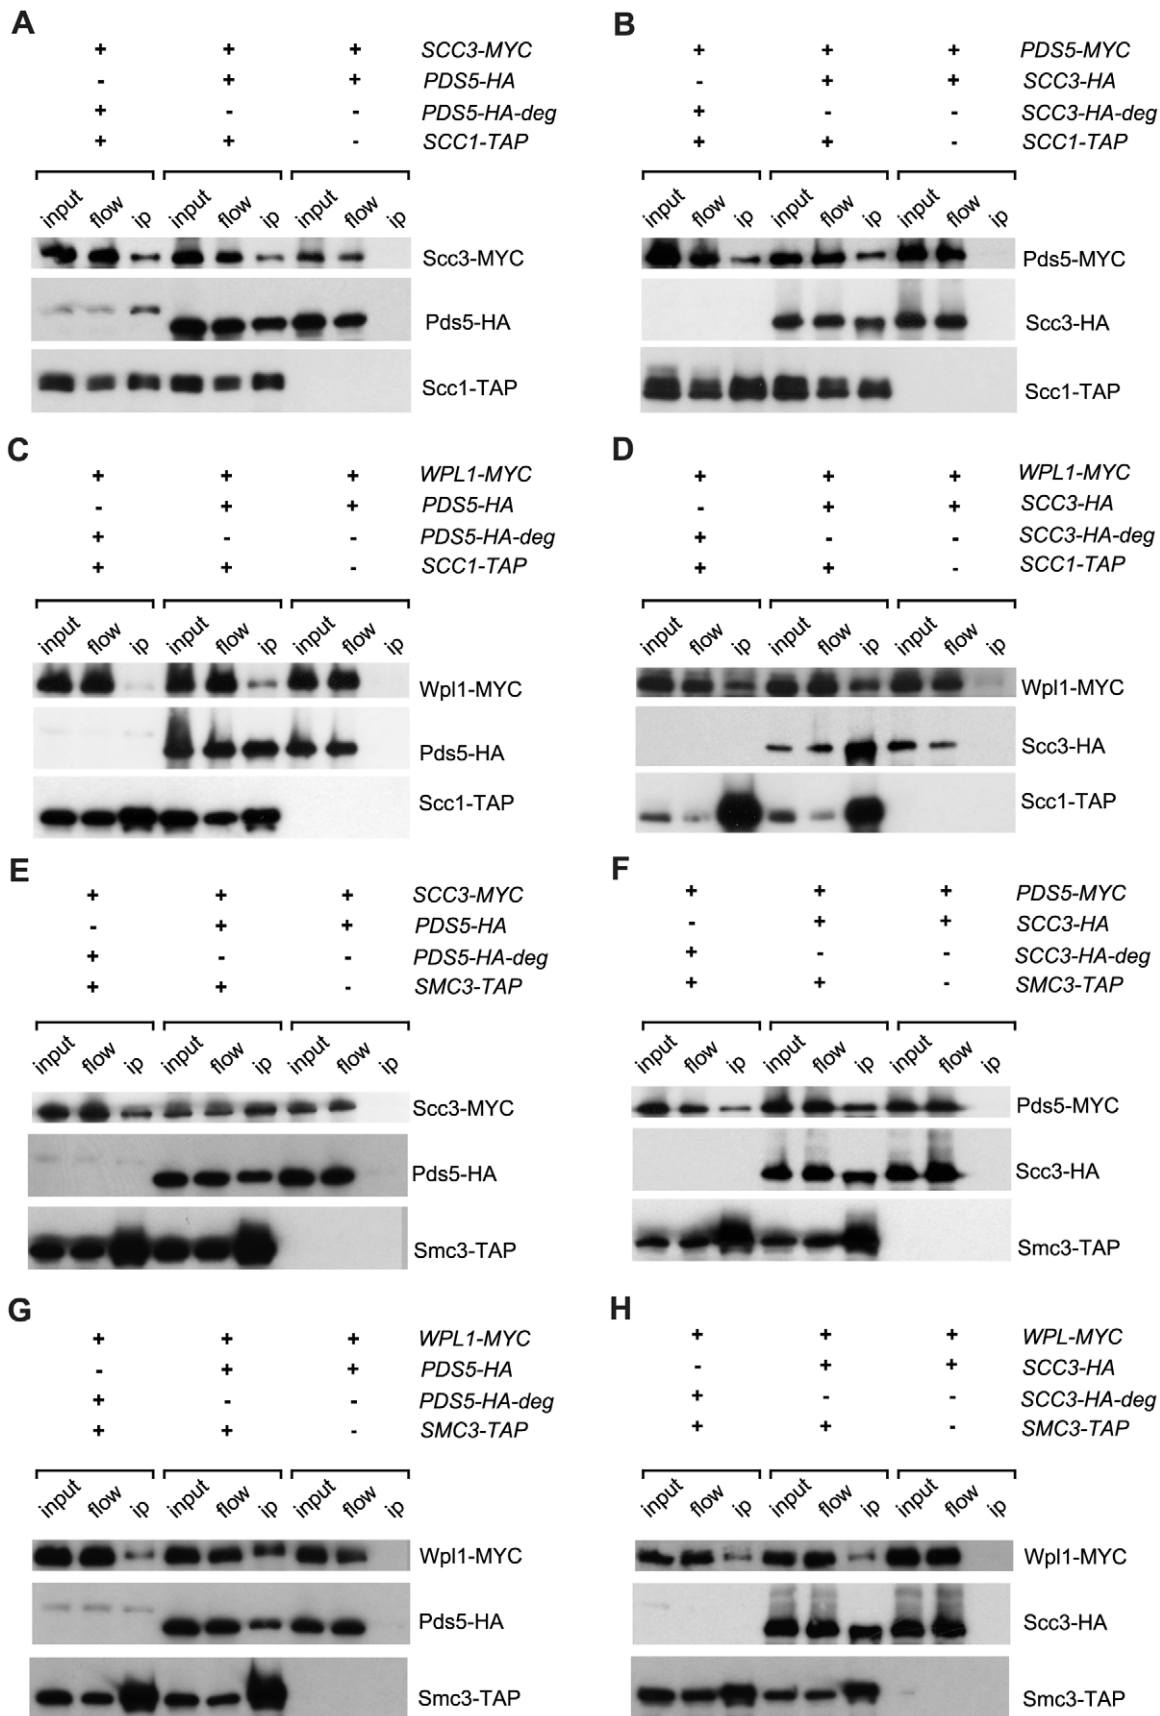 A
+ + + SCC3-MYC
- + + PDS5-HA
+ - - PDS5-HA-deg
+ + - SCC1-TAP
input flow ip input flow ip input flow ip
Scc3-MYC
Pds5-HA
Scc1-TAP
B
+ + + PDS5-MYC
- + + SCC3-HA
+ - - SCC3-HA-deg
+ + - SCC1-TAP
input flow ip input flow ip input flow ip
Pds5-MYC
Scc3-HA
Scc1-TAP
C
+ + + WPL1-MYC
- + + PDS5-HA
+ - - PDS5-HA-deg
+ + - SCC1-TAP
input flow ip input flow ip input flow ip
Wpl1-MYC
Pds5-HA
Scc1-TAP
D
+ + + WPL1-MYC
- + + SCC3-HA
+ - - SCC3-HA-deg
+ + - SCC1-TAP
input flow ip input flow ip input flow ip
Wpl1-MYC
Scc3-HA
Scc1-TAP
E
+ + + SCC3-MYC
- + + PDS5-HA
+ - - PDS5-HA-deg
+ + - SMC3-TAP
input flow ip input flow ip input flow ip
Scc3-MYC
Pds5-HA
Smc3-TAP
F
+ + + PDS5-MYC
- + + SCC3-HA
+ - - SCC3-HA-deg
+ + - SMC3-TAP
input flow ip input flow ip input flow ip
Pds5-MYC
Scc3-HA
Smc3-TAP
G
+ + + WPL1-MYC
- + + PDS5-HA
+ - - PDS5-HA-deg
+ + - SMC3-TAP
input flow ip input flow ip input flow ip
Wpl1-MYC
Pds5-HA
Smc3-TAP
H
+ + + WPL-MYC
- + + SCC3-HA
+ - - SCC3-HA-deg
+ + - SMC3-TAP
input flow ip input flow ip input flow ip
Wpl1-MYC
Scc3-HA
Smc3-TAP